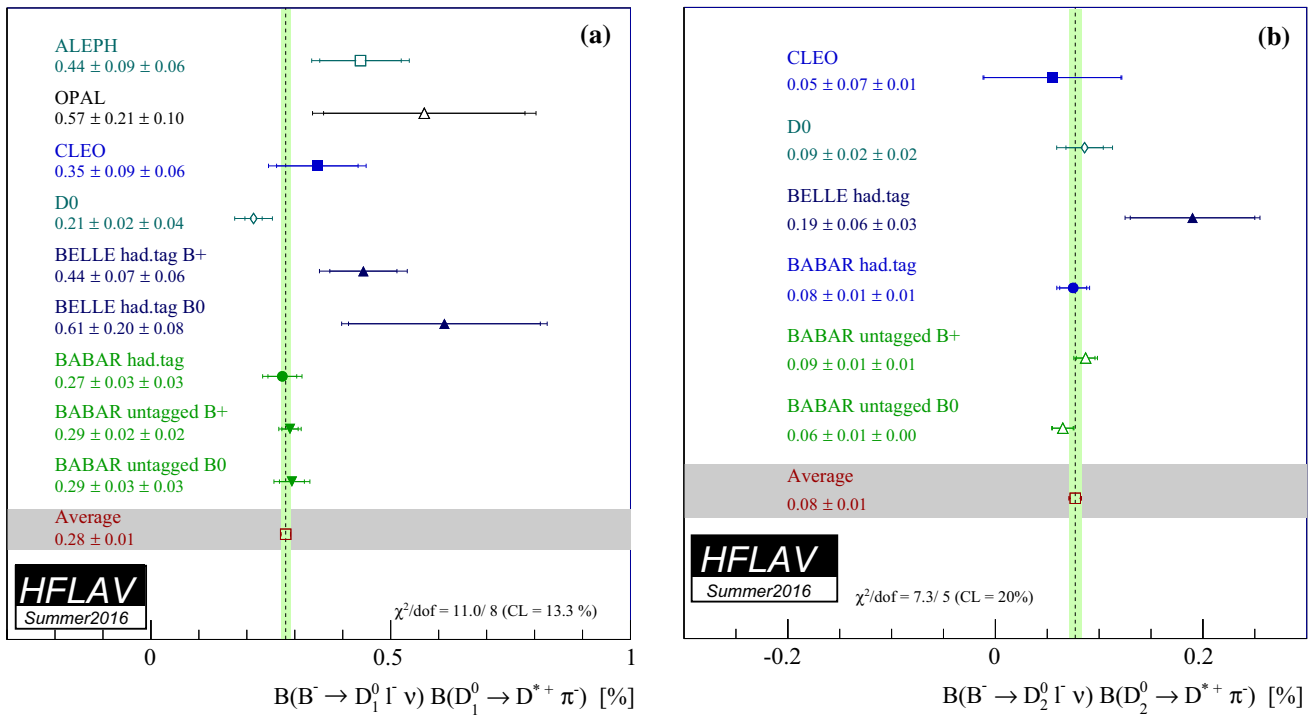 (a)
ALEPH
0.44 ± 0.09 ± 0.06
OPAL
0.57 ± 0.21 ± 0.10
CLEO
0.35 ± 0.09 ± 0.06
D0
0.21 ± 0.02 ± 0.04
BELLE had.tag B+
0.44 ± 0.07 ± 0.06
BELLE had.tag B0
0.61 ± 0.20 ± 0.08
BABAR had.tag
0.27 ± 0.03 ± 0.03
BABAR untagged B+
0.29 ± 0.02 ± 0.02
BABAR untagged B0
0.29 ± 0.03 ± 0.03
Average
0.28 ± 0.01
HFLAV
Summer2016
χ²/dof = 11.0/ 8 (CL = 13.3 %)
0 0.5 1
B(B⁻ → D₁⁰ l⁻ ν) B(D₁⁰ → D*⁺ π⁻) [%]
(b)
CLEO
0.05 ± 0.07 ± 0.01
D0
0.09 ± 0.02 ± 0.02
BELLE had.tag
0.19 ± 0.06 ± 0.03
BABAR had.tag
0.08 ± 0.01 ± 0.01
BABAR untagged B+
0.09 ± 0.01 ± 0.01
BABAR untagged B0
0.06 ± 0.01 ± 0.00
Average
0.08 ± 0.01
HFLAV
Summer2016
χ²/dof = 7.3/ 5 (CL = 20%)
-0.2 0 0.2
B(B⁻ → D₂⁰ l⁻ ν) B(D₂⁰ → D*⁺ π⁻) [%]